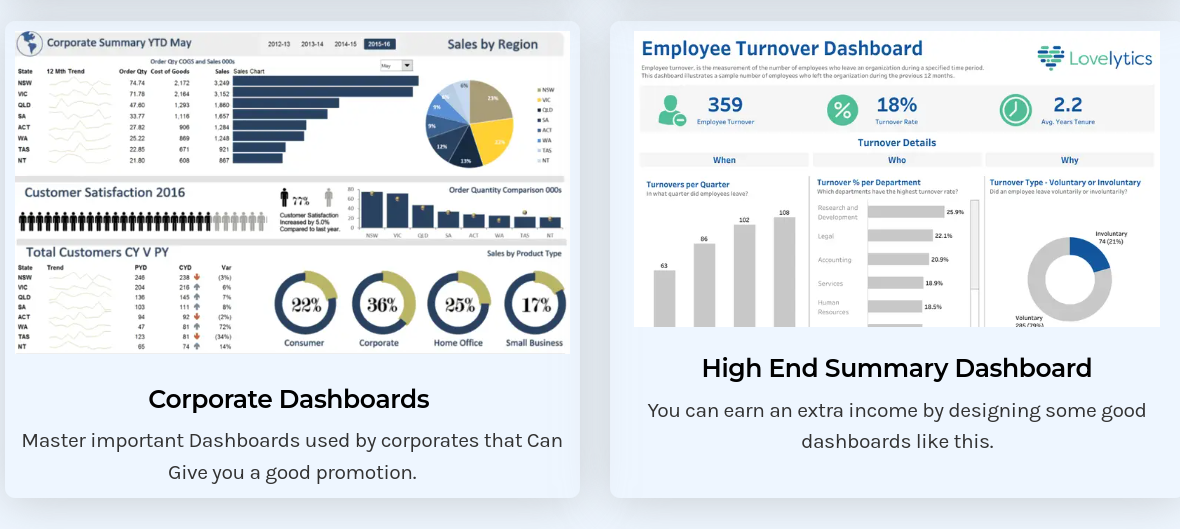 Corporate Summary YTD May
2012-13 2013-14 2014-15 2015-16
Sales by Region
Order Qty COGS and Sales 000s
May
State 12 Mth Trend Order Qty Cost of Goods Sales Sales Chart
NSW 74.74 2,172 3,249
VIC 71.78 2,164 3,152
QLD 47.60 1,293 1,860
SA 33.77 1,116 1,657
ACT 27.82 906 1,284
WA 25.22 869 1,248
TAS 22.85 671 921
NT 21.80 608 867
23%
13%
12%
9%
9%
6%
NSW
VIC
QLD
SA
ACT
WA
TAS
NT
Customer Satisfaction 2016
77%
Customer Satisfaction
Increased by 5.0%
Compared to last year.
Order Quantity Comparison 000s
80
60
40
20
0
NSW VIC QLD SA ACT WA TAS NT
Total Customers CY V PY
Sales by Product Type
State Trend PYD CYD Var
NSW 246 238 (3%)
VIC 204 216 6%
QLD 136 145 7%
SA 103 111 8%
ACT 94 92 (2%)
WA 47 81 72%
TAS 123 81 (34%)
NT 65 74 14%
22% 36% 25% 17%
Consumer Corporate Home Office Small Business
Corporate Dashboards
Master important Dashboards used by corporates that Can
Give you a good promotion.
Employee Turnover Dashboard
Lovelytics
Employee turnover, is the measurement of the number of employees who leave an organization during a specified time period.
This dashboard illustrates a sample number of employees who left the organization during the previous 12 months.
359
Employee Turnover
%
18%
Turnover Rate
2.2
Avg. Years Tenure
Turnover Details
When Who Why
Turnovers per Quarter
In what quarter did employees leave?
63
86
102
108
Turnover % per Department
Which departments have the highest turnover rate?
Research and
Development
25.9%
Legal 22.1%
Accounting 20.9%
Services 18.9%
Human
Resources
18.5%
Turnover Type - Voluntary or Involuntary
Did an employee leave voluntarily or involuntarily?
Involuntary
74 (21%)
Voluntary
285 (79%)
High End Summary Dashboard
You can earn an extra income by designing some good
dashboards like this.